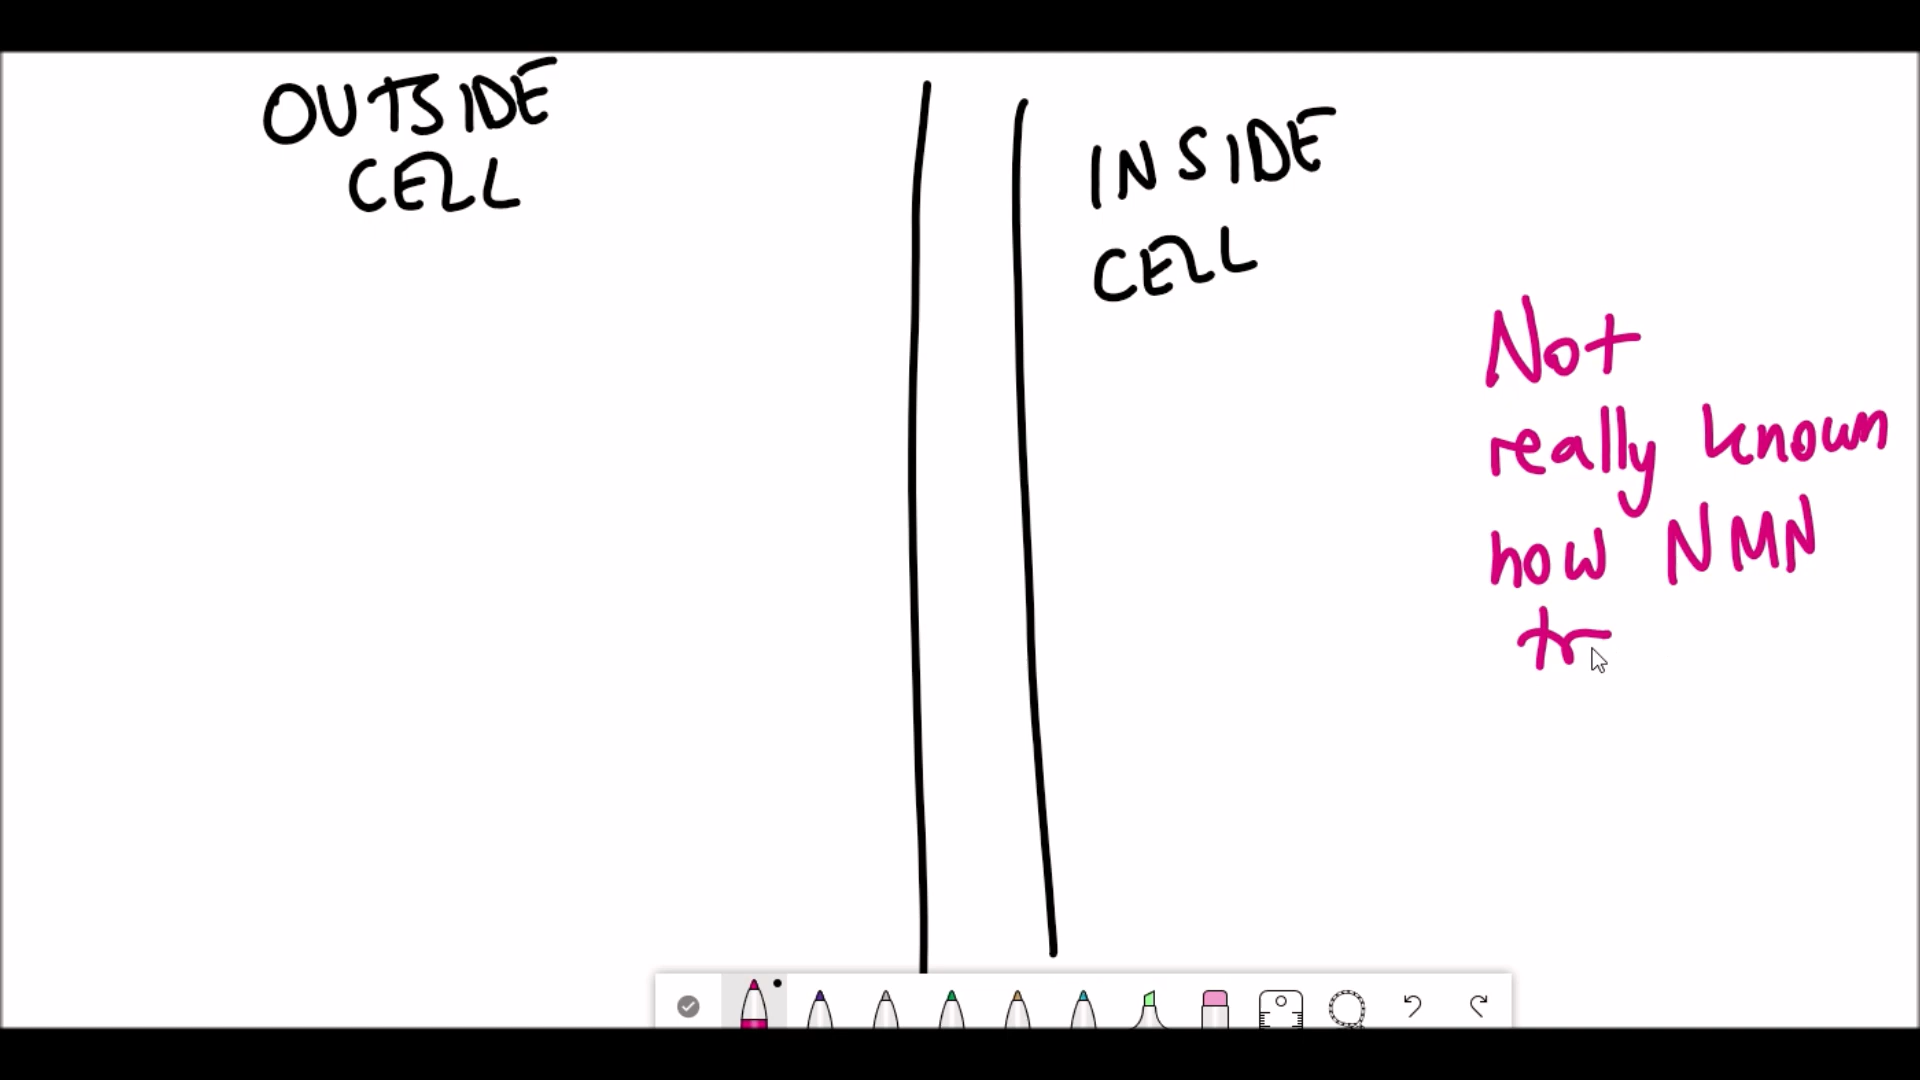 OUTSIDE
CELL
INSIDE
CELL
Not
really known
how NMN
tr